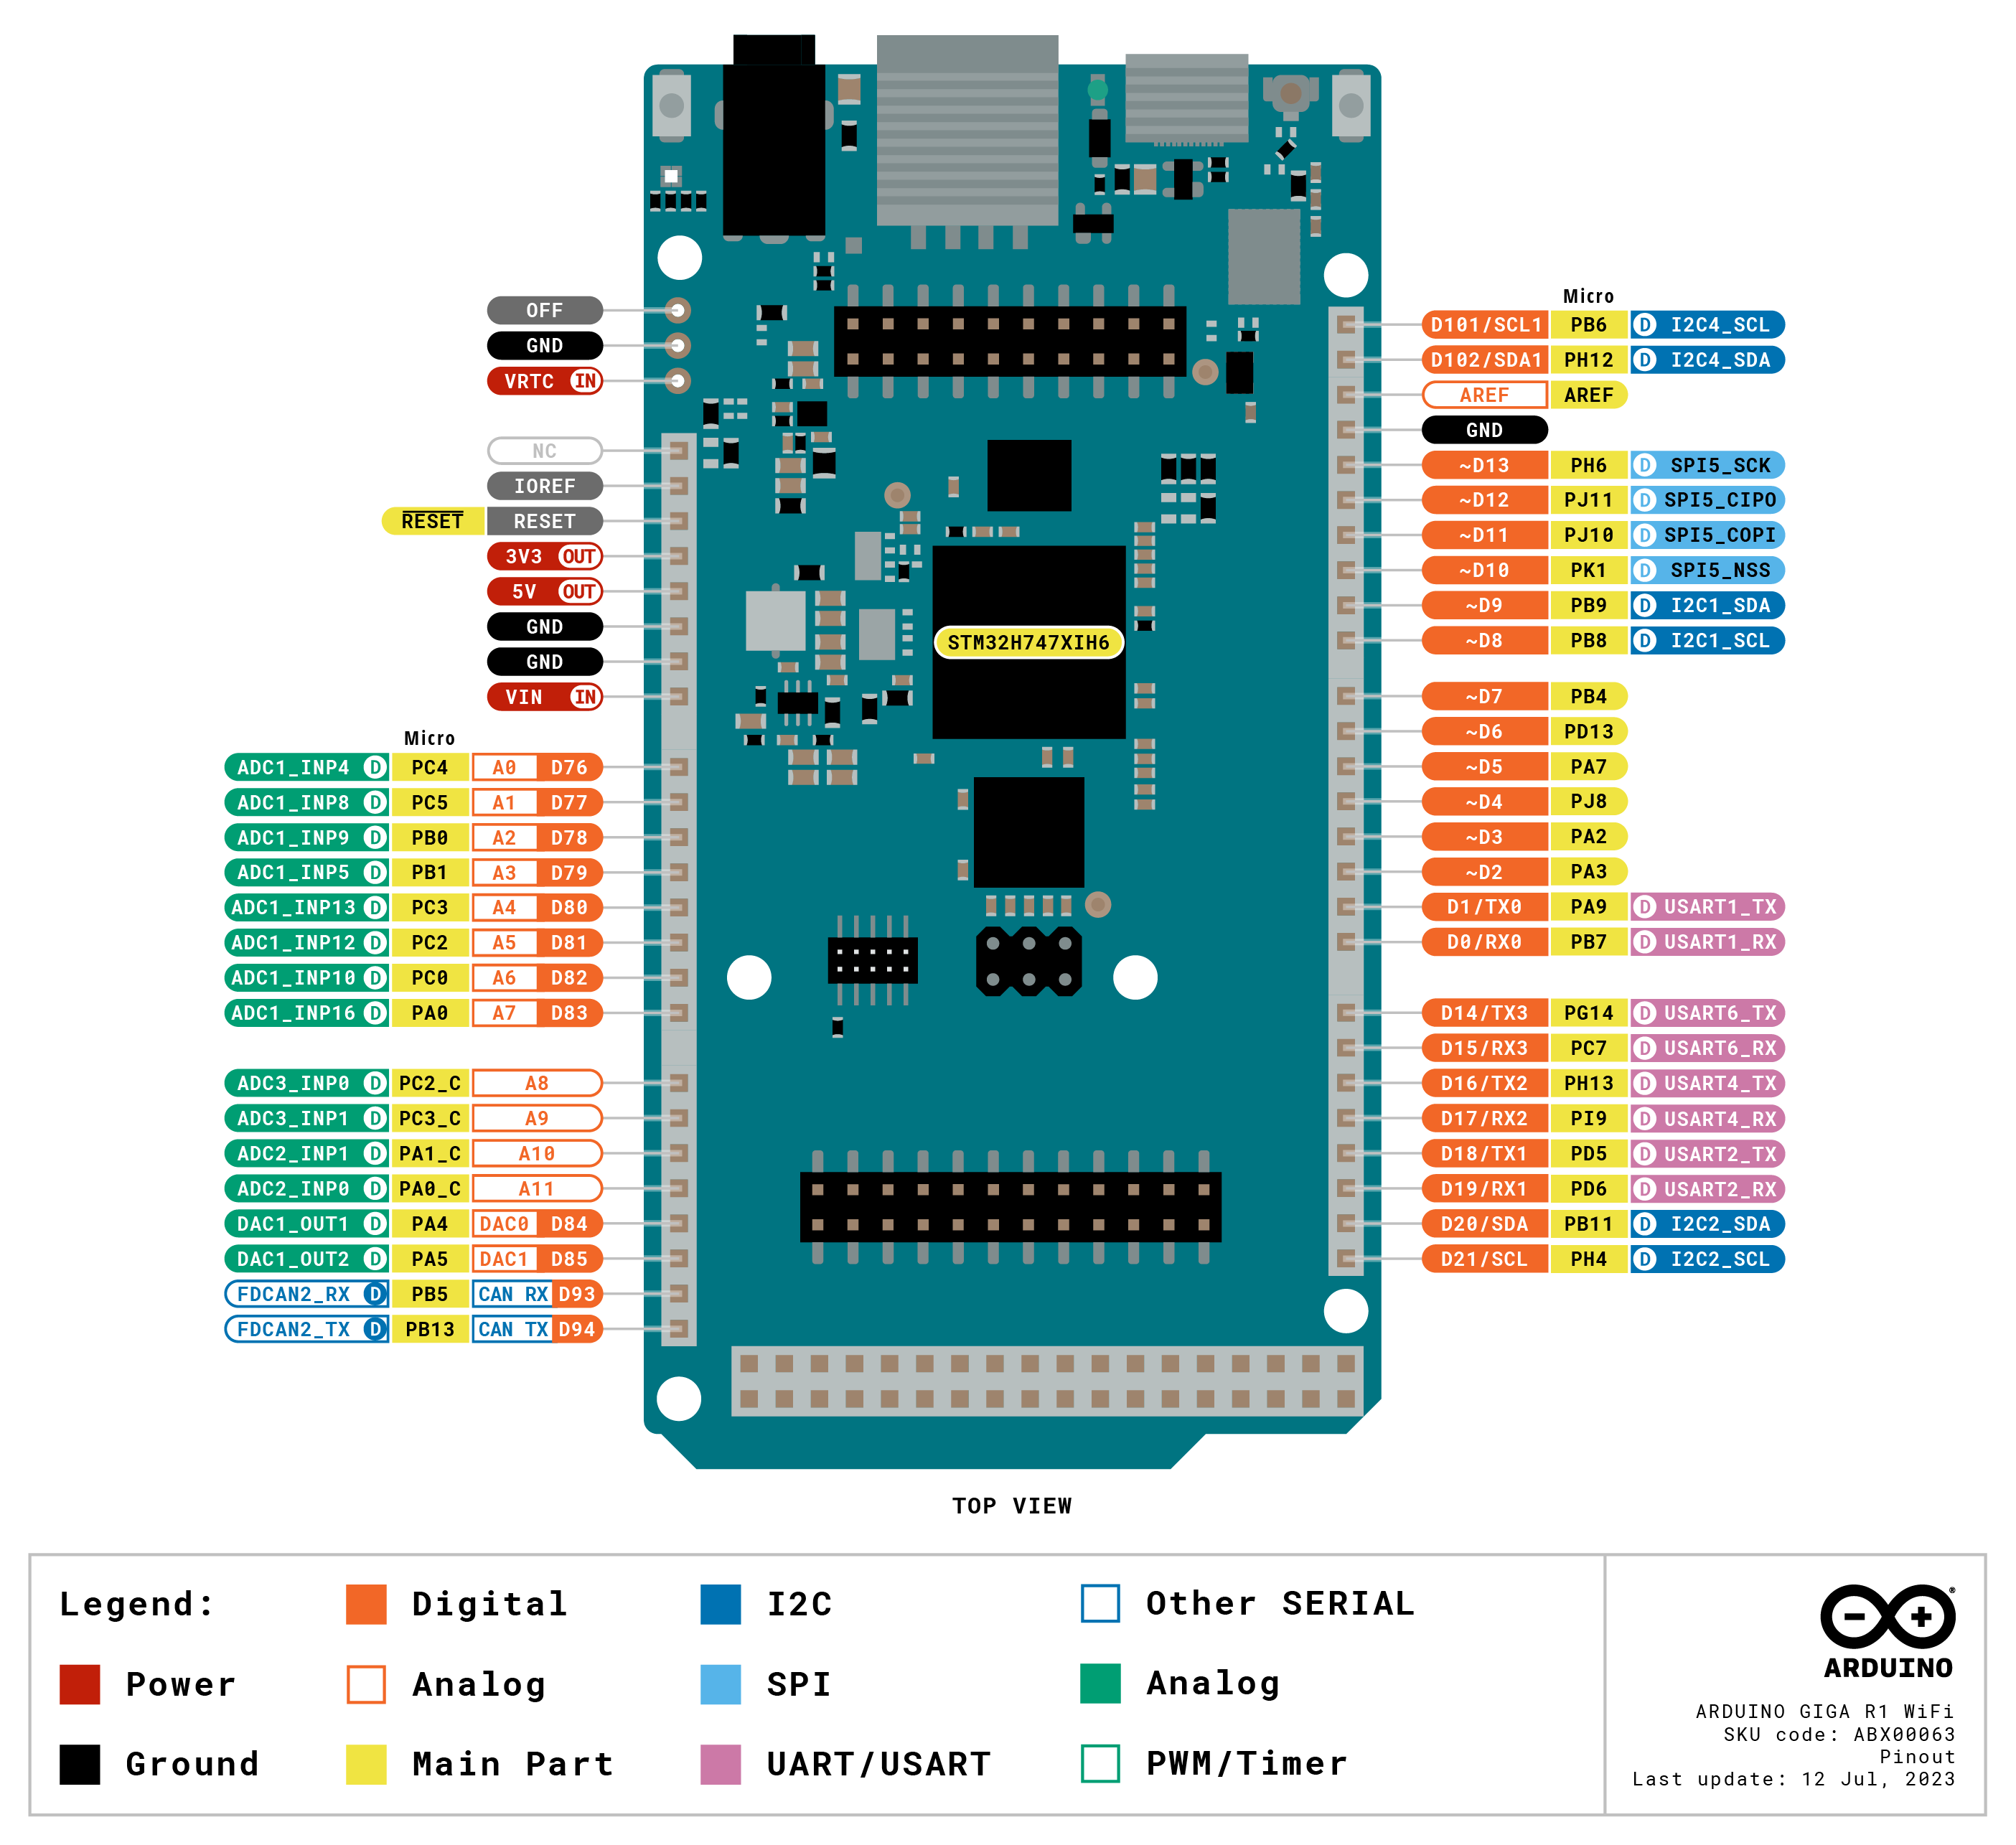 OFF
GND
VRTC IN
NC
IOREF
RESET RESET
3V3 OUT
5V OUT
GND
GND
VIN IN
Micro
ADC1_INP4 D PC4 A0 D76
ADC1_INP8 D PC5 A1 D77
ADC1_INP9 D PB0 A2 D78
ADC1_INP5 D PB1 A3 D79
ADC1_INP13 D PC3 A4 D80
ADC1_INP12 D PC2 A5 D81
ADC1_INP10 D PC0 A6 D82
ADC1_INP16 D PA0 A7 D83
ADC3_INP0 D PC2_C A8
ADC3_INP1 D PC3_C A9
ADC2_INP1 D PA1_C A10
ADC2_INP0 D PA0_C A11
DAC1_OUT1 D PA4 DAC0 D84
DAC1_OUT2 D PA5 DAC1 D85
FDCAN2_RX D PB5 CAN RX D93
FDCAN2_TX D PB13 CAN TX D94
STM32H747XIH6
Micro
D101/SCL1 PB6 D I2C4_SCL
D102/SDA1 PH12 D I2C4_SDA
AREF AREF
GND
~D13 PH6 D SPI5_SCK
~D12 PJ11 D SPI5_CIPO
~D11 PJ10 D SPI5_COPI
~D10 PK1 D SPI5_NSS
~D9 PB9 D I2C1_SDA
~D8 PB8 D I2C1_SCL
~D7 PB4
~D6 PD13
~D5 PA7
~D4 PJ8
~D3 PA2
~D2 PA3
D1/TX0 PA9 D USART1_TX
D0/RX0 PB7 D USART1_RX
D14/TX3 PG14 D USART6_TX
D15/RX3 PC7 D USART6_RX
D16/TX2 PH13 D USART4_TX
D17/RX2 PI9 D USART4_RX
D18/TX1 PD5 D USART2_TX
D19/RX1 PD6 D USART2_RX
D20/SDA PB11 D I2C2_SDA
D21/SCL PH4 D I2C2_SCL
TOP VIEW
Legend:
Power
Ground
Digital
Analog
Main Part
I2C
SPI
UART/USART
Other SERIAL
Analog
PWM/Timer
®
ARDUINO
ARDUINO GIGA R1 WiFi
SKU code: ABX00063
Pinout
Last update: 12 Jul, 2023